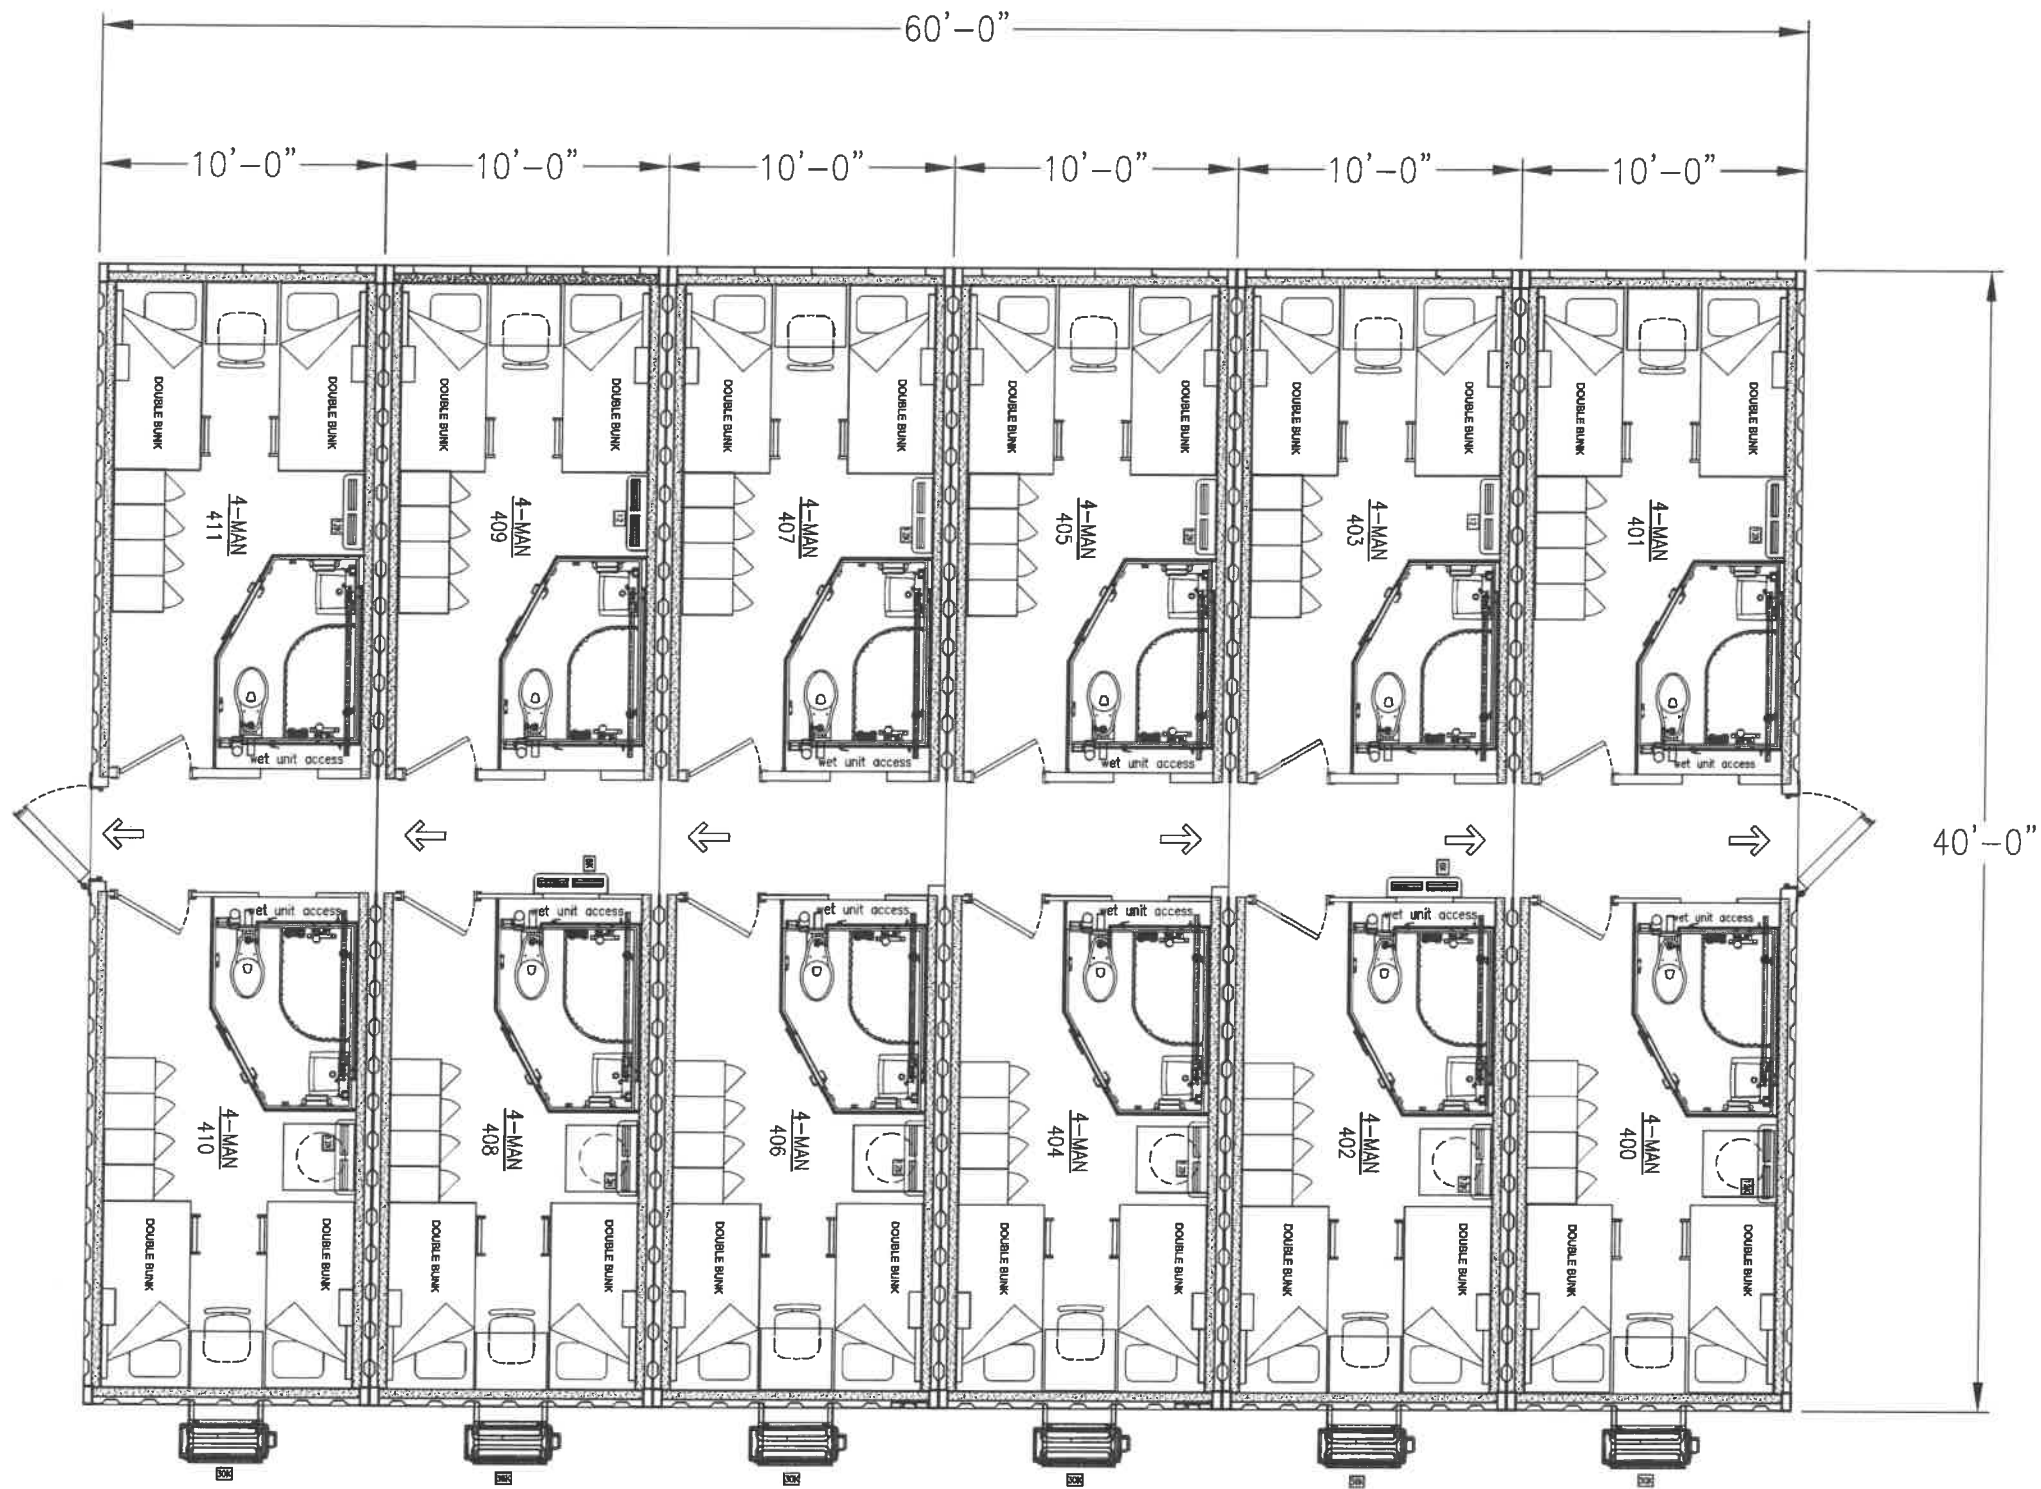 60'-0"
10'-0"
10'-0"
10'-0"
10'-0"
10'-0"
10'-0"
DOUBLE BUNK
DOUBLE BUNK
DOUBLE BUNK
DOUBLE BUNK
DOUBLE BUNK
DOUBLE BUNK
DOUBLE BUNK
DOUBLE BUNK
DOUBLE BUNK
DOUBLE BUNK
DOUBLE BUNK
DOUBLE BUNK
4-MAN
411
4-MAN
409
4-MAN
407
4-MAN
405
4-MAN
403
4-MAN
401
wet unit access
wet unit access
wet unit access
wet unit access
wet unit access
wet unit access
40'-0"
wet unit access
wet unit access
wet unit access
wet unit access
wet unit access
wet unit access
4-MAN
410
4-MAN
408
4-MAN
406
4-MAN
404
4-MAN
402
4-MAN
400
DOUBLE BUNK
DOUBLE BUNK
DOUBLE BUNK
DOUBLE BUNK
DOUBLE BUNK
DOUBLE BUNK
DOUBLE BUNK
DOUBLE BUNK
DOUBLE BUNK
DOUBLE BUNK
DOUBLE BUNK
DOUBLE BUNK
30K
30K
30K
30K